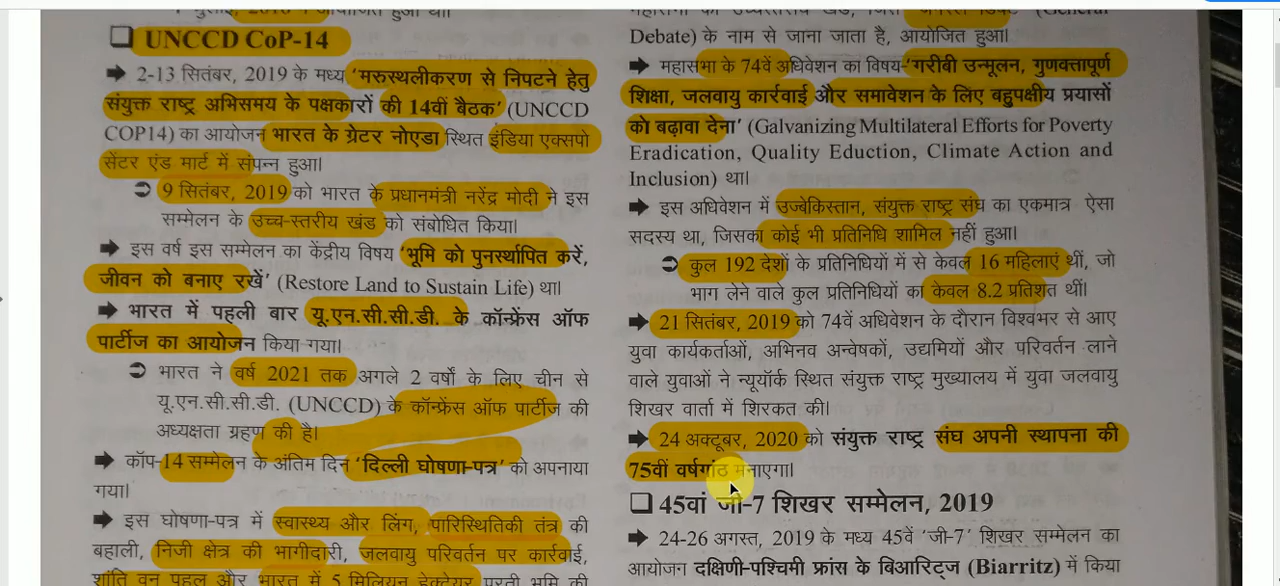 आयोजित हुआ था।
❑ UNCCD CoP-14
➡ 2-13 सितंबर, 2019 के मध्य ‘मरुस्थलीकरण से निपटने हेतु
संयुक्त राष्ट्र अभिसमय के पक्षकारों की 14वीं बैठक’ (UNCCD
COP14) का आयोजन भारत के ग्रेटर नोएडा स्थित इंडिया एक्सपो
सेंटर एंड मार्ट में संपन्न हुआ।
➲ 9 सितंबर, 2019 को भारत के प्रधानमंत्री नरेंद्र मोदी ने इस
सम्मेलन के उच्च-स्तरीय खंड को संबोधित किया।
➡ इस वर्ष इस सम्मेलन का केंद्रीय विषय ‘भूमि को पुनर्स्थापित करें,
जीवन को बनाए रखें’ (Restore Land to Sustain Life) था।
➡ भारत में पहली बार यू.एन.सी.सी.डी. के कॉन्फ्रेंस ऑफ
पार्टीज का आयोजन किया गया।
➲ भारत ने वर्ष 2021 तक अगले 2 वर्षों के लिए चीन से
यू.एन.सी.सी.डी. (UNCCD) के कॉन्फ्रेंस ऑफ पार्टीज की
अध्यक्षता ग्रहण की है।
➡ कॉप-14 सम्मेलन के अंतिम दिन ‘दिल्ली घोषणा-पत्र’ को अपनाया
गया।
➡ इस घोषणा-पत्र में स्वास्थ्य और लिंग, पारिस्थितिकी तंत्र की
बहाली, निजी क्षेत्र की भागीदारी, जलवायु परिवर्तन पर कार्रवाई,
शांति वन पहल और भारत में 5 मिलियन हेक्टेयर परती भूमि की
(General
Debate) के नाम से जाना जाता है, आयोजित हुआ।
➡ महासभा के 74वें अधिवेशन का विषय-‘गरीबी उन्मूलन, गुणवत्तापूर्ण
शिक्षा, जलवायु कार्रवाई और समावेशन के लिए बहुपक्षीय प्रयासों
को बढ़ावा देना’ (Galvanizing Multilateral Efforts for Poverty
Eradication, Quality Eduction, Climate Action and
Inclusion) था।
➡ इस अधिवेशन में उज्बेकिस्तान, संयुक्त राष्ट्र संघ का एकमात्र ऐसा
सदस्य था, जिसका कोई भी प्रतिनिधि शामिल नहीं हुआ।
➲ कुल 192 देशों के प्रतिनिधियों में से केवल 16 महिलाएं थीं, जो
भाग लेने वाले कुल प्रतिनिधियों का केवल 8.2 प्रतिशत थीं।
➡ 21 सितंबर, 2019 को 74वें अधिवेशन के दौरान विश्वभर से आए
युवा कार्यकर्ताओं, अभिनव अन्वेषकों, उद्यमियों और परिवर्तन लाने
वाले युवाओं ने न्यूयॉर्क स्थित संयुक्त राष्ट्र मुख्यालय में युवा जलवायु
शिखर वार्ता में शिरकत की।
➡ 24 अक्टूबर, 2020 को संयुक्त राष्ट्र संघ अपनी स्थापना की
75वीं वर्षगांठ मनाएगा।
❑ 45वां जी-7 शिखर सम्मेलन, 2019
➡ 24-26 अगस्त, 2019 के मध्य 45वें ‘जी-7’ शिखर सम्मेलन का
आयोजन दक्षिणी-पश्चिमी फ्रांस के बिआरित्ज (Biarritz) में किया